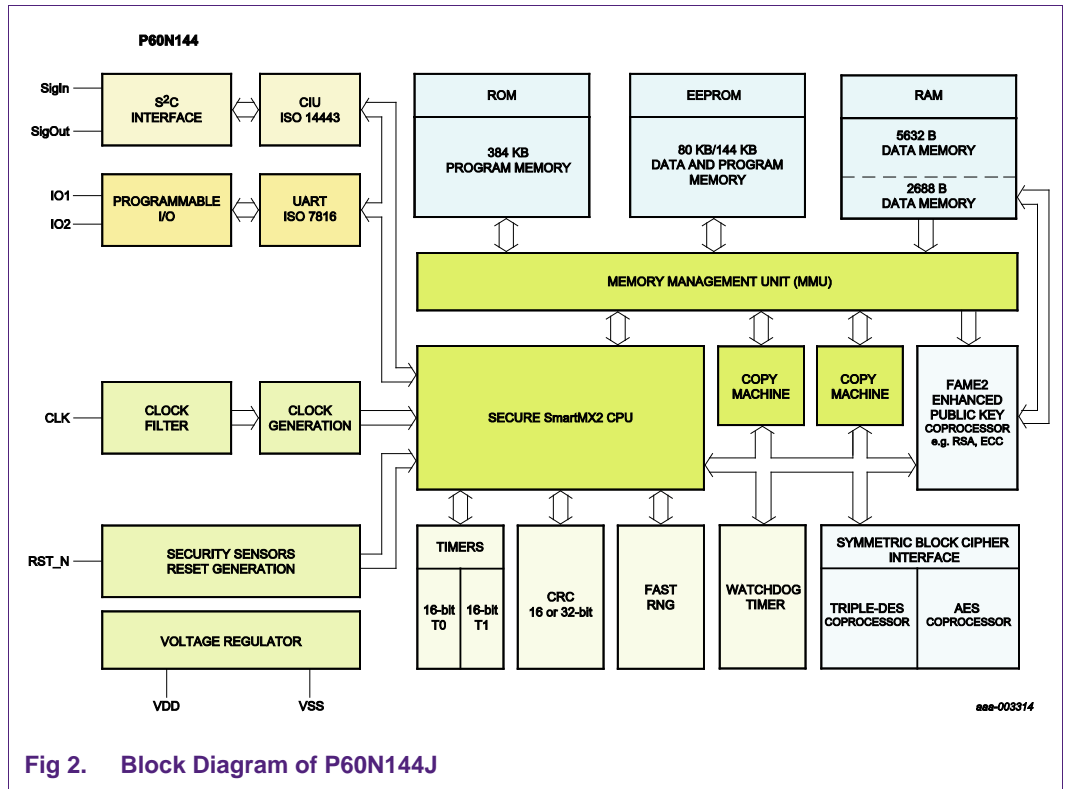 P60N144
SigIn
SigOut
S2C
INTERFACE
CIU
ISO 14443
IO1
IO2
PROGRAMMABLE
I/O
UART
ISO 7816
ROM
384 KB
PROGRAM MEMORY
EEPROM
80 KB/144 KB
DATA AND PROGRAM
MEMORY
RAM
5632 B
DATA MEMORY
2688 B
DATA MEMORY
MEMORY MANAGEMENT UNIT (MMU)
CLK
CLOCK
FILTER
CLOCK
GENERATION
SECURE SmartMX2 CPU
COPY
MACHINE
COPY
MACHINE
FAME2
ENHANCED
PUBLIC KEY
COPROCESSOR
e.g. RSA, ECC
RST_N
SECURITY SENSORS
RESET GENERATION
VOLTAGE REGULATOR
VDD
VSS
TIMERS
16-bit
T0
16-bit
T1
CRC
16 or 32-bit
FAST
RNG
WATCHDOG
TIMER
SYMMETRIC BLOCK CIPHER
INTERFACE
TRIPLE-DES
COPROCESSOR
AES
COPROCESSOR
aaa-003314
Fig 2. Block Diagram of P60N144J